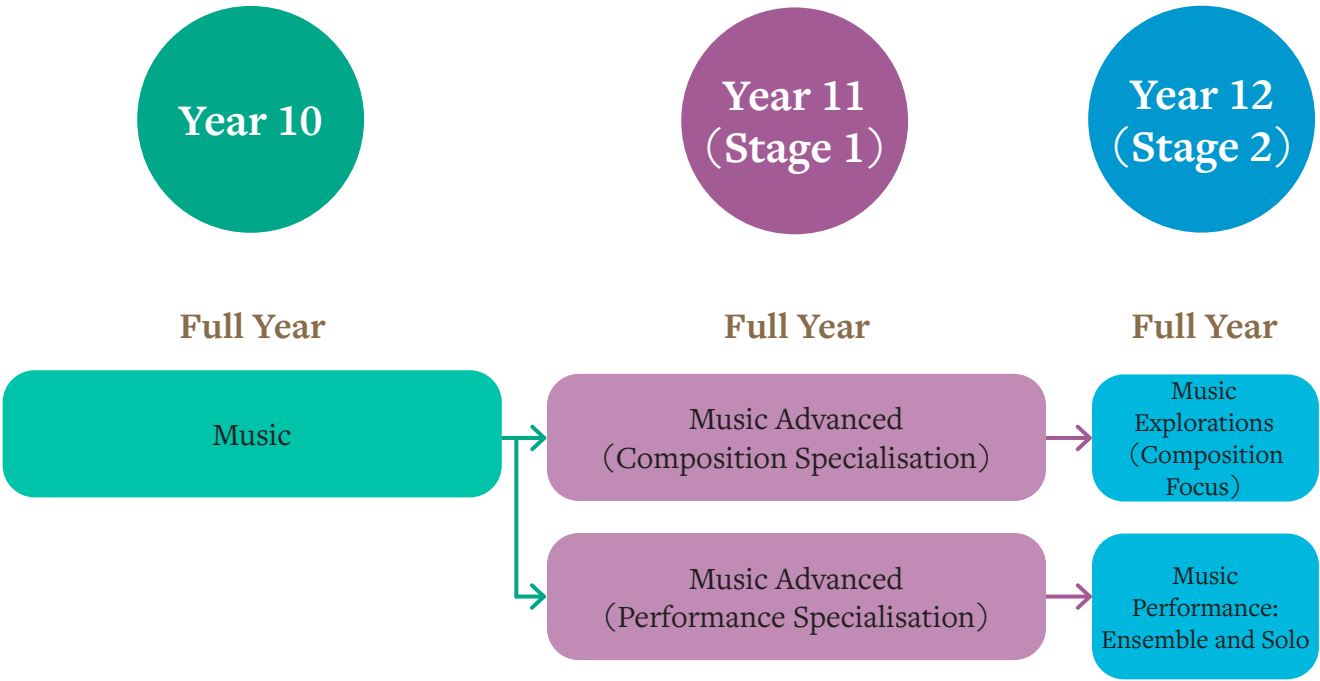 Year 10
Year 11
（Stage 1）
Year 12
（Stage 2）
Full Year
Full Year
Full Year
Music
Music Advanced
（Composition Specialisation）
Music
Explorations
（Composition
Focus）
Music Advanced
（Performance Specialisation）
Music
Performance:
Ensemble and Solo